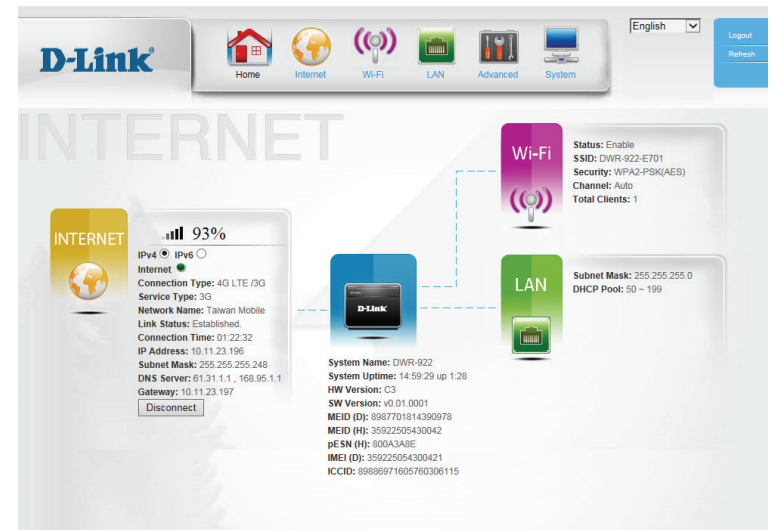 D-Link
Home
Internet
Wi-Fi
LAN
Advanced
System
English
Logout
Refresh
INTERNET
INTERNET
93%
IPv4 IPv6
Internet
Connection Type: 4G LTE /3G
Service Type: 3G
Network Name: Taiwan Mobile
Link Status: Established.
Connection Time: 01:22:32
IP Address: 10.11.23.196
Subnet Mask: 255.255.255.248
DNS Server: 61.31.1.1 , 168.95.1.1
Gateway: 10.11.23.197
Disconnect
D-Link
System Name: DWR-922
System Uptime: 14:59:29 up 1:28
HW Version: C3
SW Version: v0.01.0001
MEID (D): 8987701814390978
MEID (H): 35922505430042
pESN (H): 800A3A8E
IMEI (D): 359225054300421
ICCID: 89886971605760306115
Wi-Fi
Status: Enable
SSID: DWR-922-E701
Security: WPA2-PSK(AES)
Channel: Auto
Total Clients: 1
LAN
Subnet Mask: 255.255.255.0
DHCP Pool: 50 ~ 199